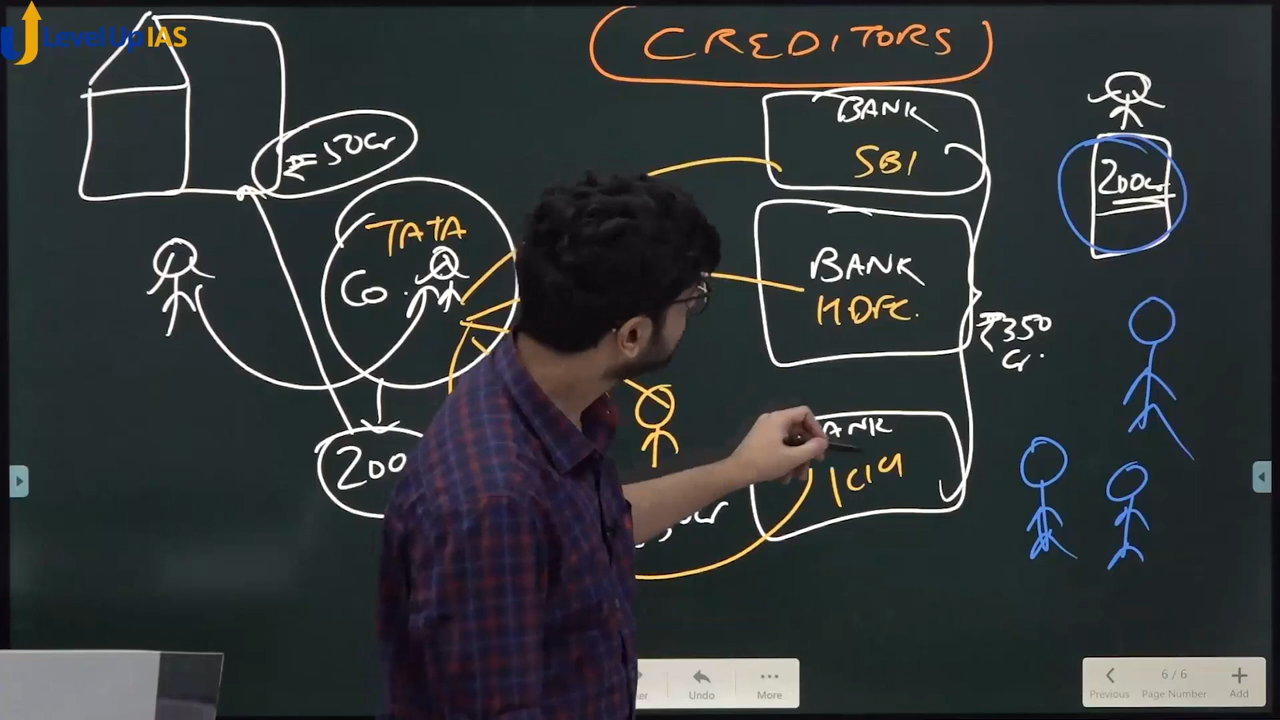 Level Up IAS
CREDITORS
BANK
SBI
200cr
₹50cr
TATA
Co.
BANK
HDFC.
₹350
Cr.
BANK
ICICI
200
Undo
More
6/6
Previous
Page Number
Add